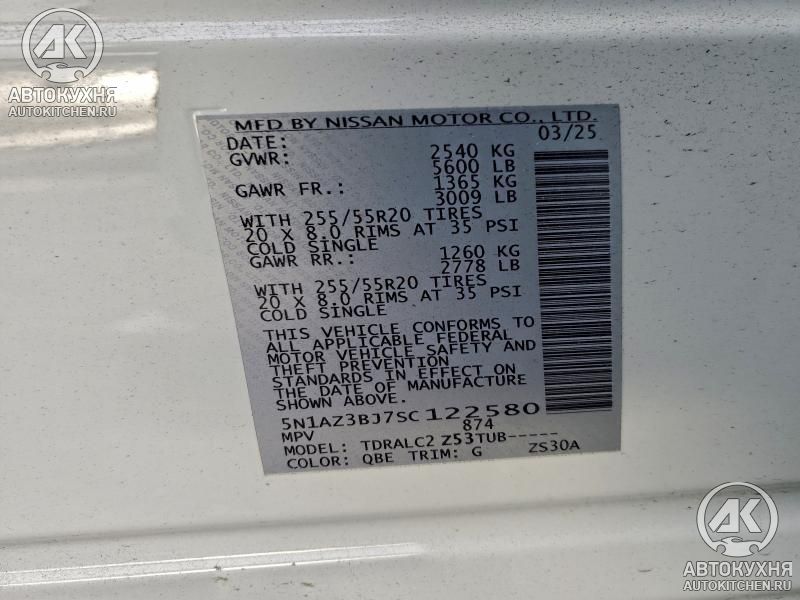 AK
АВТОКУХНЯ
AUTOKITCHEN.RU
MFD BY NISSAN MOTOR CO., LTD.
DATE: 03/25
GVWR: 2540 KG
5600 LB
GAWR FR.: 1365 KG
3009 LB
WITH 255/55R20 TIRES
20 X 8.0 RIMS AT 35 PSI
COLD SINGLE
GAWR RR.: 1260 KG
2778 LB
WITH 255/55R20 TIRES
20 X 8.0 RIMS AT 35 PSI
COLD SINGLE
THIS VEHICLE CONFORMS TO
ALL APPLICABLE FEDERAL
MOTOR VEHICLE SAFETY AND
THEFT PREVENTION
STANDARDS IN EFFECT ON
THE DATE OF MANUFACTURE
SHOWN ABOVE.
5N1AZ3BJ7SC122580
MPV 874
MODEL: TDRALC2 Z53TUB-----
COLOR: QBE TRIM: G ZS30A
AK
АВТОКУХНЯ
AUTOKITCHEN.RU